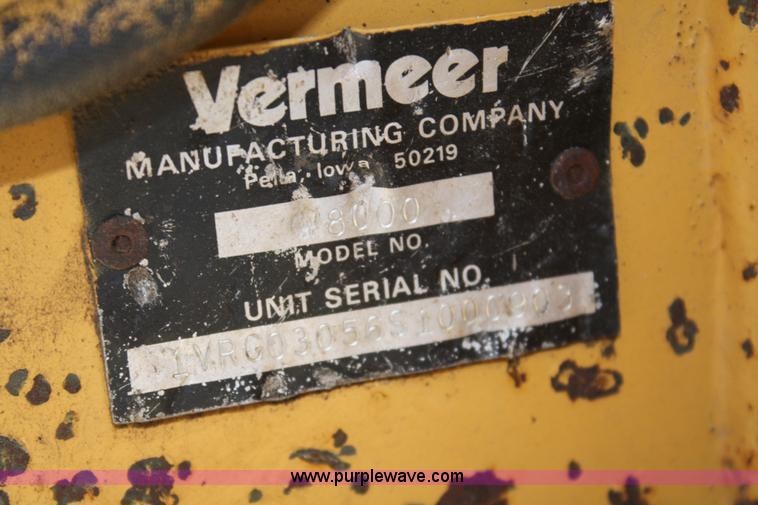 Vermeer
MANUFACTURING COMPANY
Pella, Iowa 50219
MODEL NO.
UNIT SERIAL NO.
www.purplewave.com